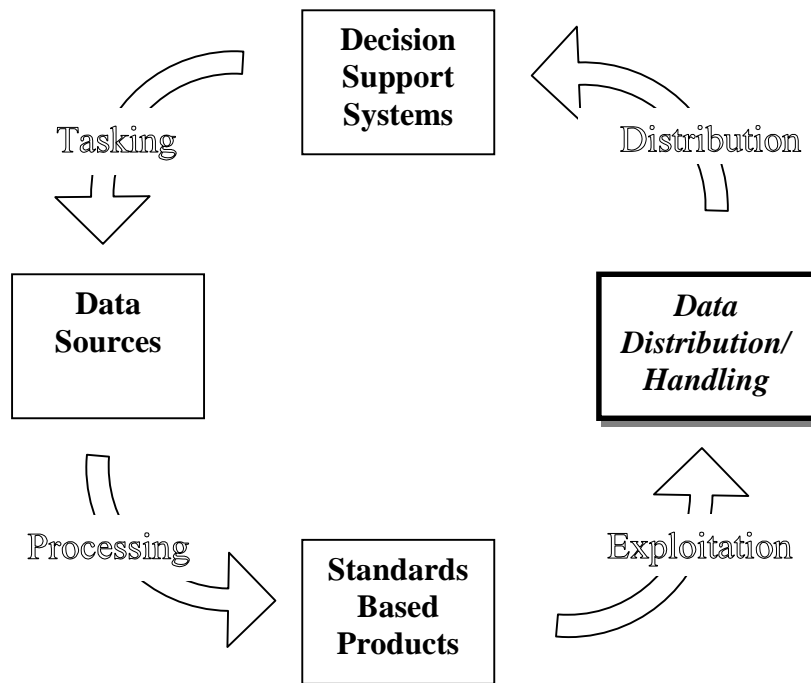 Decision
Support
Systems
Tasking
Distribution
Data
Sources
Data
Distribution/
Handling
Processing
Exploitation
Standards
Based
Products